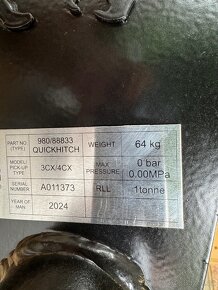 PART NO (TYPE) 980/88833 QUICKHITCH WEIGHT 64 kg
MODEL/ PICK-UP TYPE 3CX/4CX MAX PRESSURE 0 bar 0.00MPa
SERIAL NUMBER A011373 RLL 1tonne
YEAR OF MAN 2024